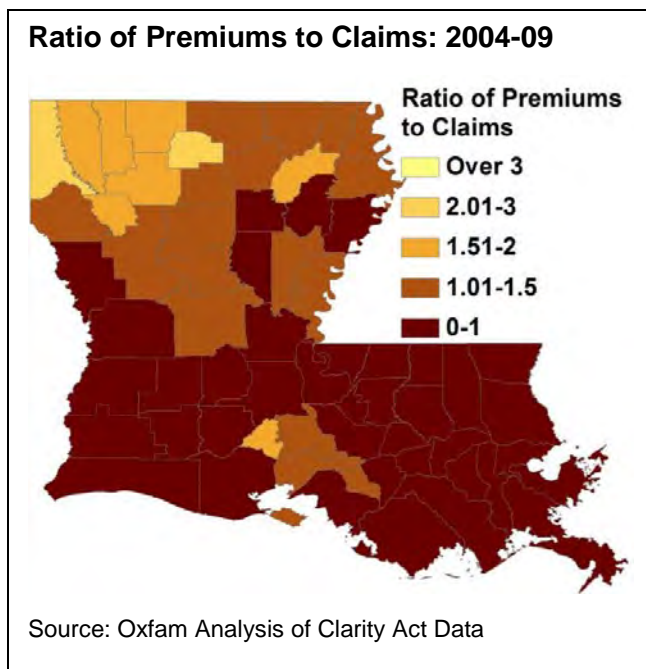 Ratio of Premiums to Claims: 2004-09
Ratio of Premiums
to Claims
Over 3
2.01-3
1.51-2
1.01-1.5
0-1
Source: Oxfam Analysis of Clarity Act Data